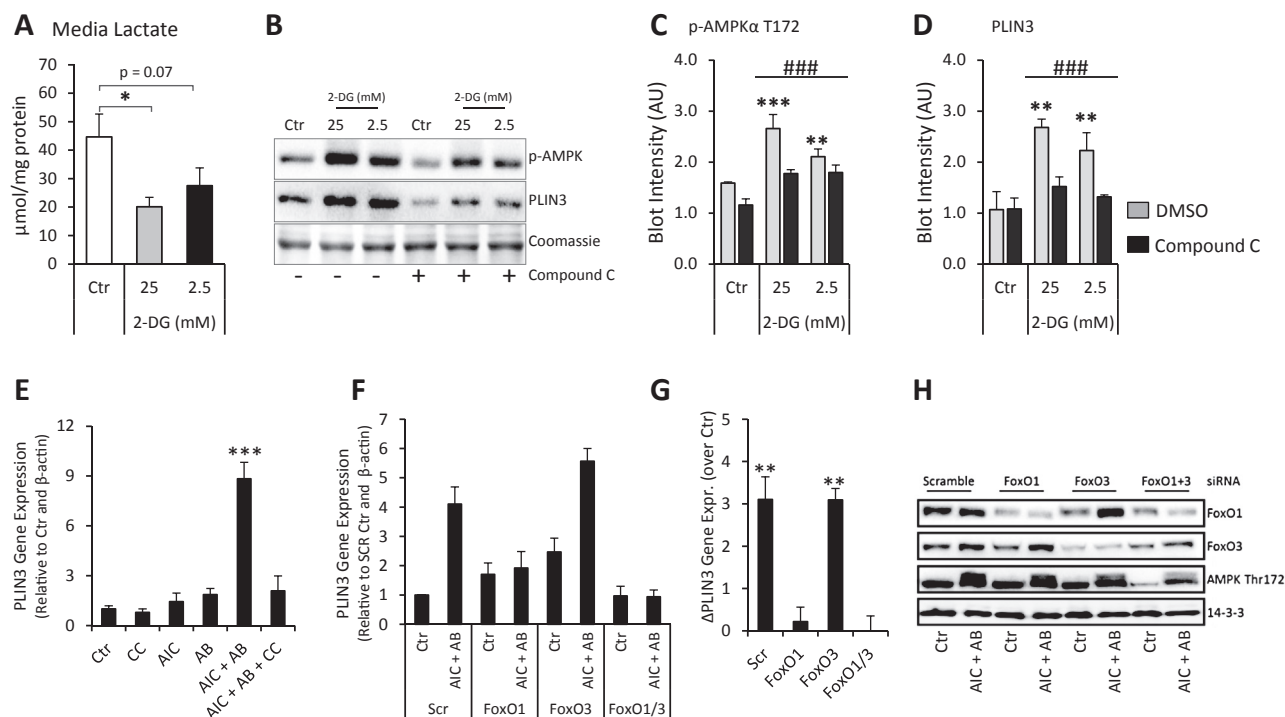 A Media Lactate
μmol/mg protein
70
60
50
40
30
20
10
0
p = 0.07
*
Ctr 25 2.5
2-DG (mM)
B
2-DG (mM) 2-DG (mM)
Ctr 25 2.5 Ctr 25 2.5
p-AMPK
PLIN3
Coomassie
- - - + + + Compound C
C p-AMPKα T172
Blot Intensity (AU)
4.0
3.0
2.0
1.0
0.0
###
***
**
Ctr 25 2.5
2-DG (mM)
D PLIN3
Blot Intensity (AU)
4.0
3.0
2.0
1.0
0.0
###
** **
Ctr 25 2.5
2-DG (mM)
DMSO
Compound C
E
PLIN3 Gene Expression
(Relative to Ctr and β-actin)
12
9
6
3
0
***
Ctr CC AIC AB AIC + AB AIC + AB + CC
F
PLIN3 Gene Expression
(Relative to SCR Ctr and β-actin)
7
6
5
4
3
2
1
0
Ctr AIC + AB Ctr AIC + AB Ctr AIC + AB Ctr AIC + AB
Scr FoxO1 FoxO3 FoxO1/3
G
ΔPLIN3 Gene Expr. (over Ctr)
5
4
3
2
1
0
** **
Scr FoxO1 FoxO3 FoxO1/3
H
Scramble FoxO1 FoxO3 FoxO1+3 siRNA
FoxO1
FoxO3
AMPK Thr172
14-3-3
Ctr AIC + AB Ctr AIC + AB Ctr AIC + AB Ctr AIC + AB